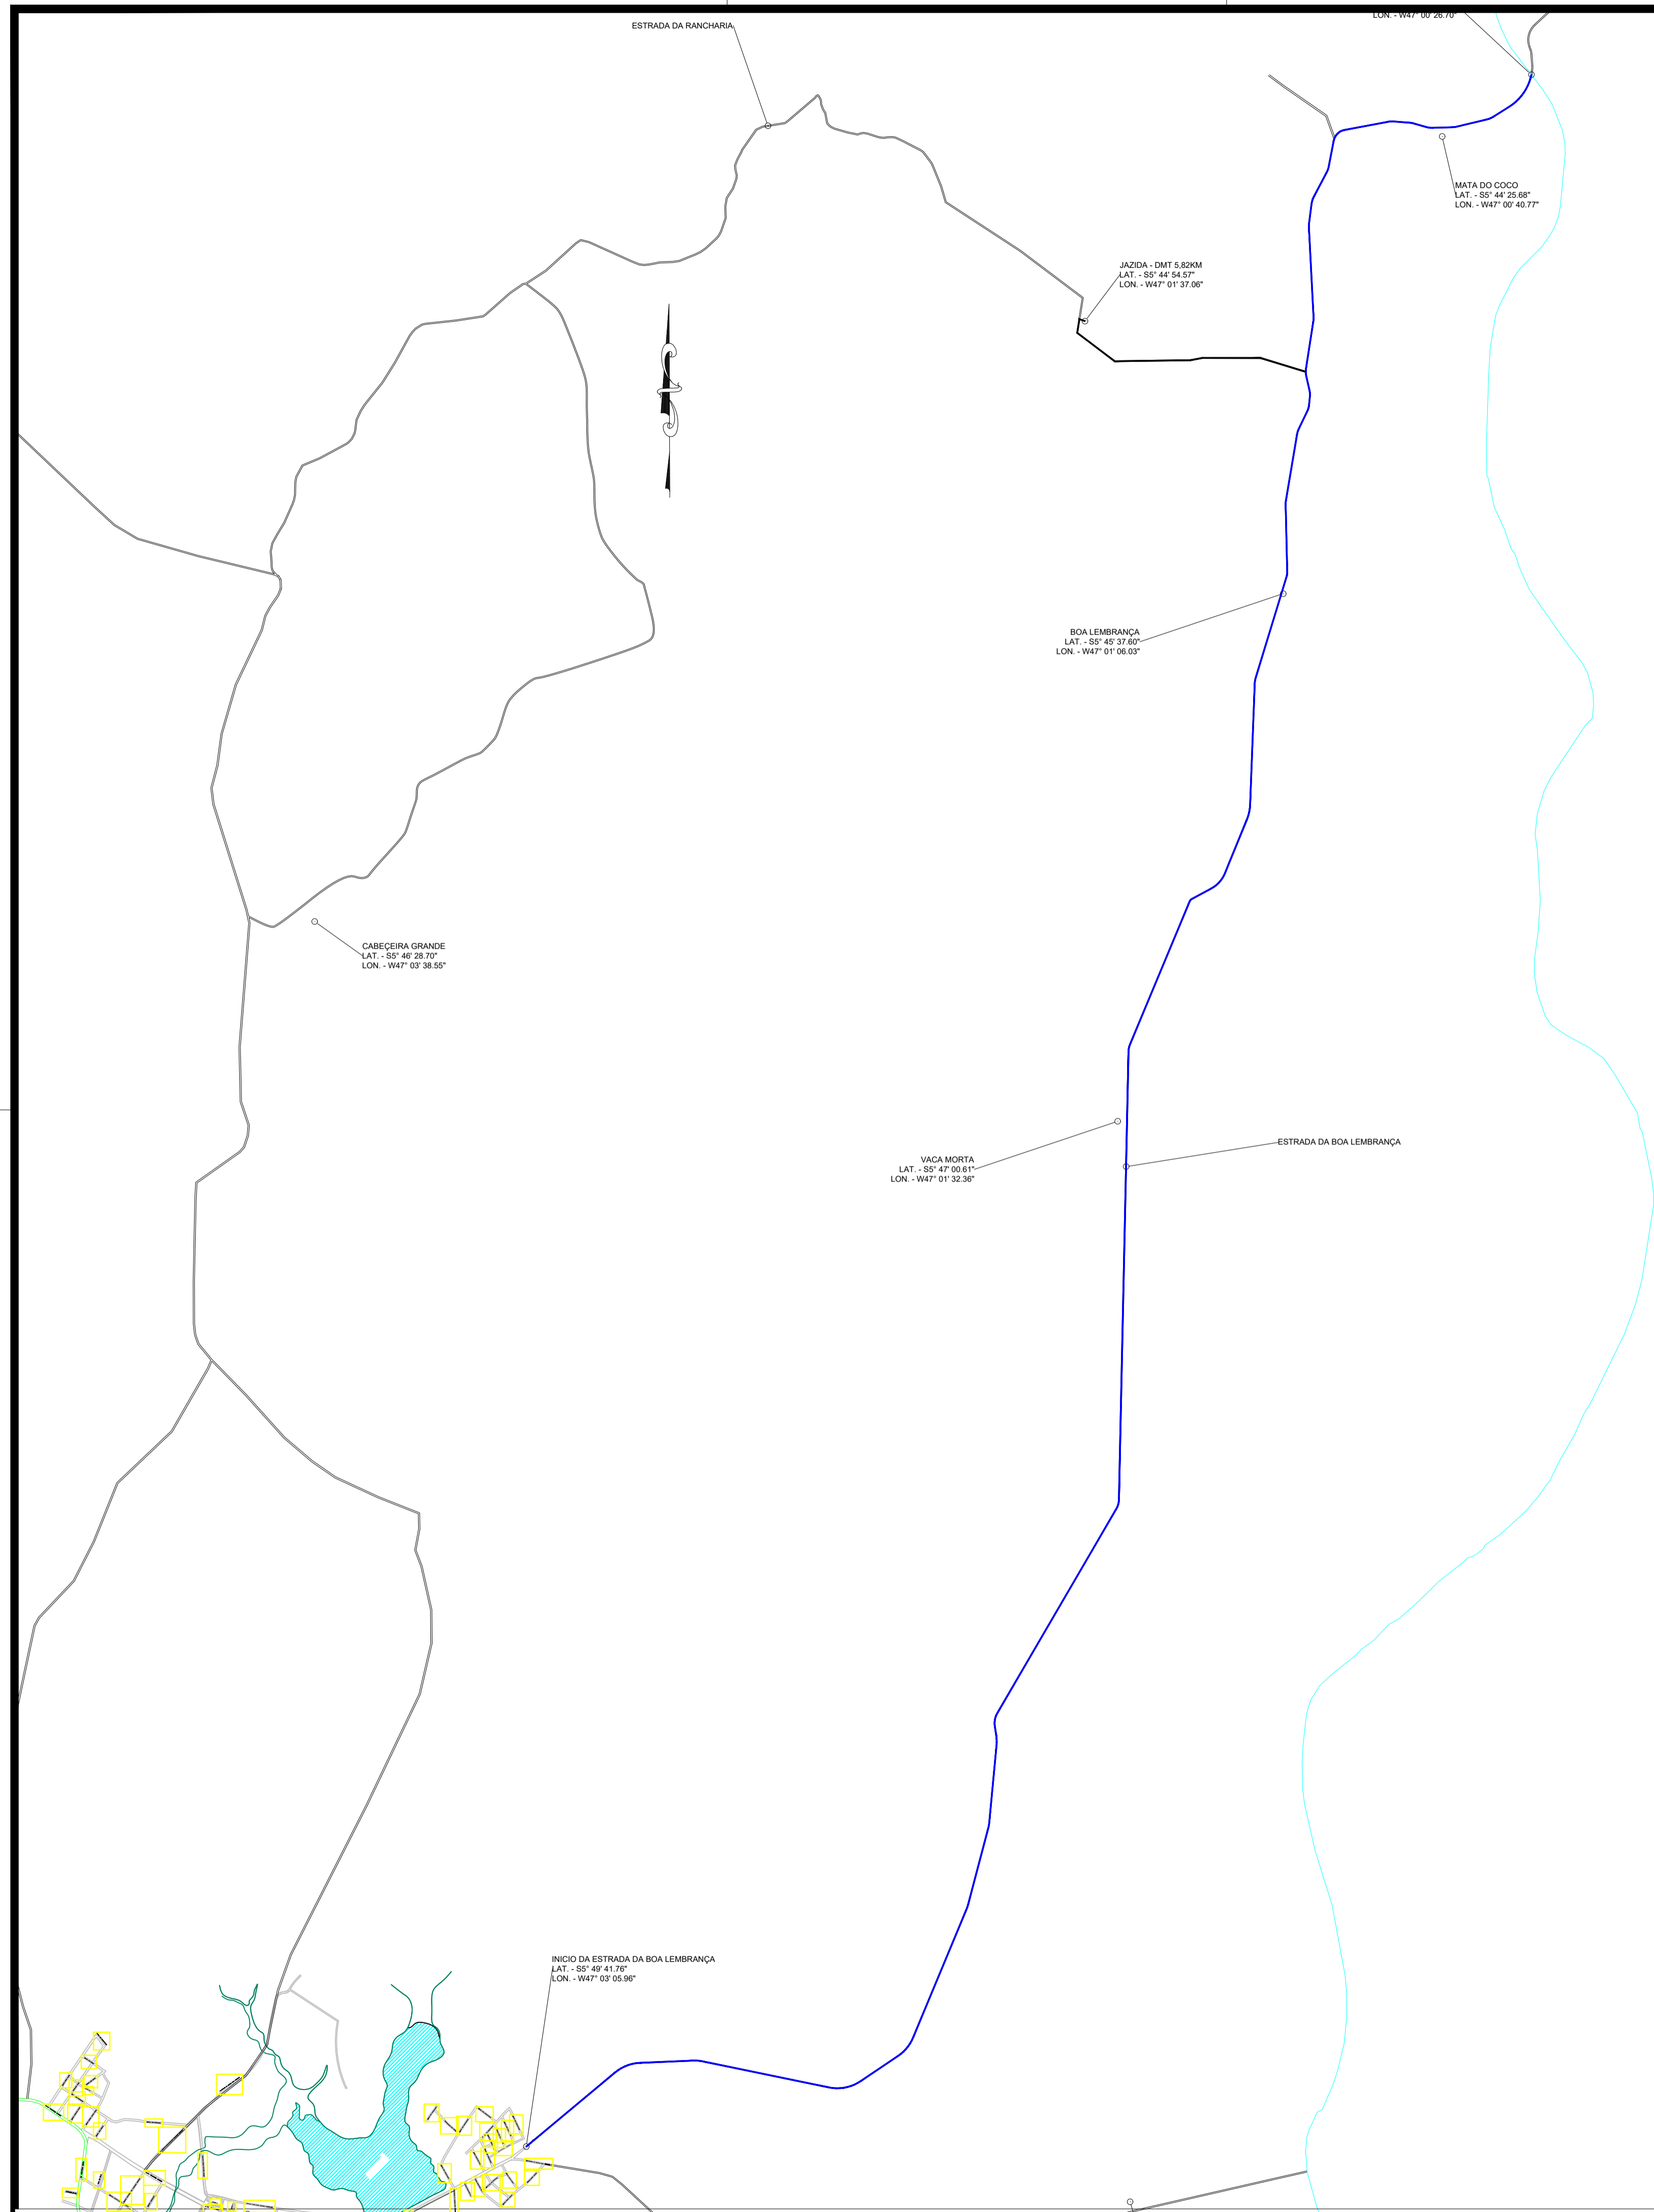 LON. - W47° 00' 26.70"
ESTRADA DA RANCHARIA
MATA DO COCO
LAT. - S5° 44' 25.68"
LON. - W47° 00' 40.77"
JAZIDA - DMT 5,82KM
LAT. - S5° 44' 54.57"
LON. - W47° 01' 37.06"
BOA LEMBRANÇA
LAT. - S5° 45' 37.60"
LON. - W47° 01' 06.03"
CABEÇEIRA GRANDE
LAT. - S5° 46' 28.70"
LON. - W47° 03' 38.55"
ESTRADA DA BOA LEMBRANÇA
VACA MORTA
LAT. - S5° 47' 00.61"
LON. - W47° 01' 32.36"
INICIO DA ESTRADA DA BOA LEMBRANÇA
LAT. - S5° 49' 41.76"
LON. - W47° 03' 05.96"